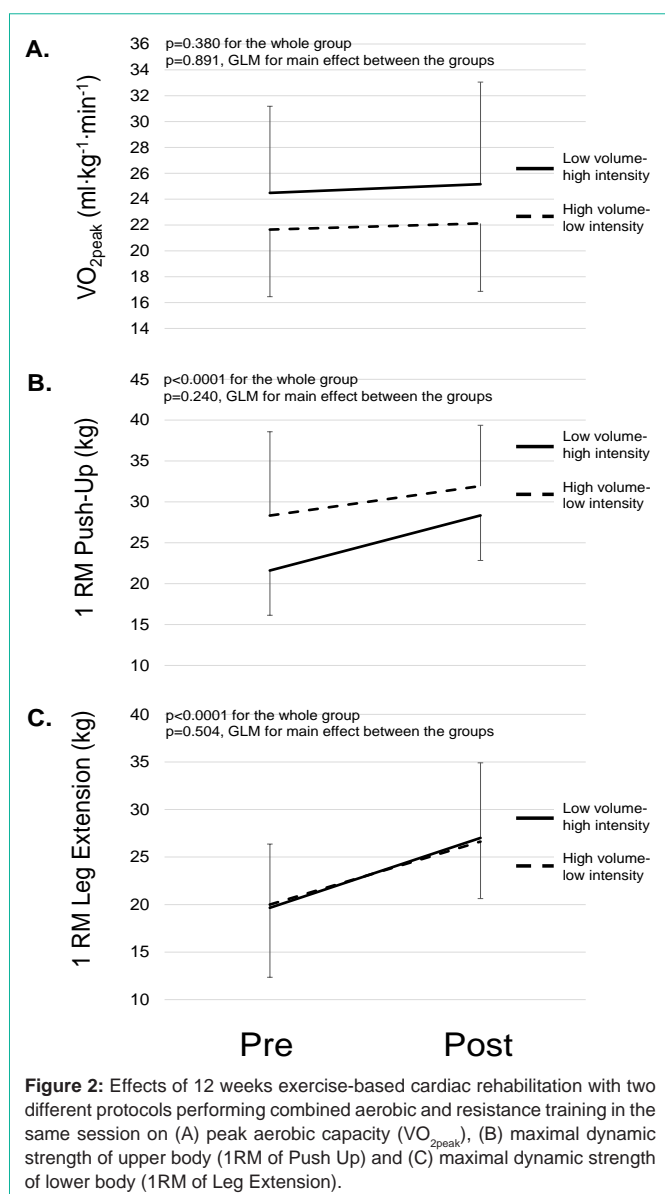 A.
p=0.380 for the whole group
p=0.891, GLM for main effect between the groups
36
34
32
30
28
26
24
22
20
18
16
14
VO2peak (ml·kg-1·min-1)
Low volume-
high intensity
High volume-
low intensity
B.
p<0.0001 for the whole group
p=0.240, GLM for main effect between the groups
45
40
35
30
25
20
15
10
1 RM Push-Up (kg)
Low volume-
high intensity
High volume-
low intensity
C.
p<0.0001 for the whole group
p=0.504, GLM for main effect between the groups
40
35
30
25
20
15
10
1 RM Leg Extension (kg)
Low volume-
high intensity
High volume-
low intensity
Pre Post
Figure 2: Effects of 12 weeks exercise-based cardiac rehabilitation with two
different protocols performing combined aerobic and resistance training in the
same session on (A) peak aerobic capacity (VO2peak), (B) maximal dynamic
strength of upper body (1RM of Push Up) and (C) maximal dynamic strength
of lower body (1RM of Leg Extension).